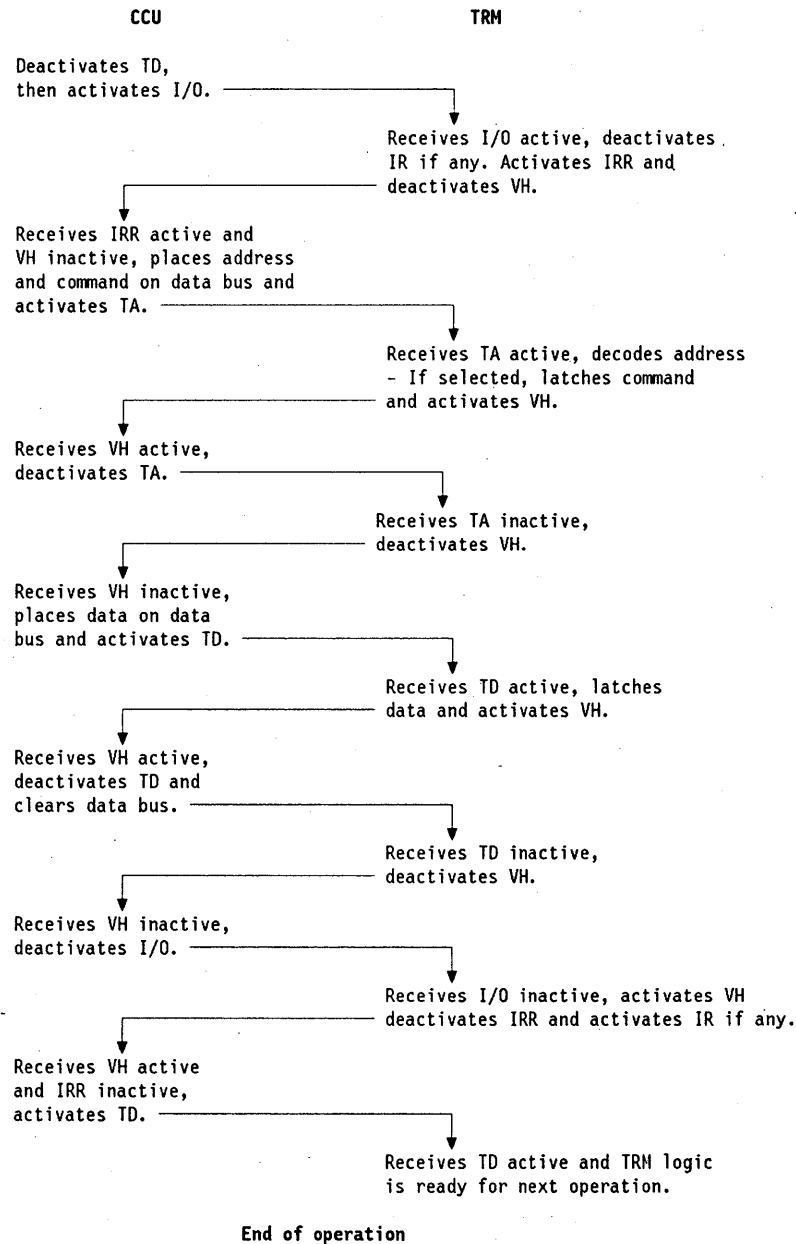 CCU TRM
Deactivates TD,
then activates I/O.
Receives I/O active, deactivates
IR if any. Activates IRR and
deactivates VH.
Receives IRR active and
VH inactive, places address
and command on data bus and
activates TA.
Receives TA active, decodes address
- If selected, latches command
and activates VH.
Receives VH active,
deactivates TA.
Receives TA inactive,
deactivates VH.
Receives VH inactive,
places data on data
bus and activates TD.
Receives TD active, latches
data and activates VH.
Receives VH active,
deactivates TD and
clears data bus.
Receives TD inactive,
deactivates VH.
Receives VH inactive,
deactivates I/O.
Receives I/O inactive, activates VH
deactivates IRR and activates IR if any.
Receives VH active
and IRR inactive,
activates TD.
Receives TD active and TRM logic
is ready for next operation.
End of operation